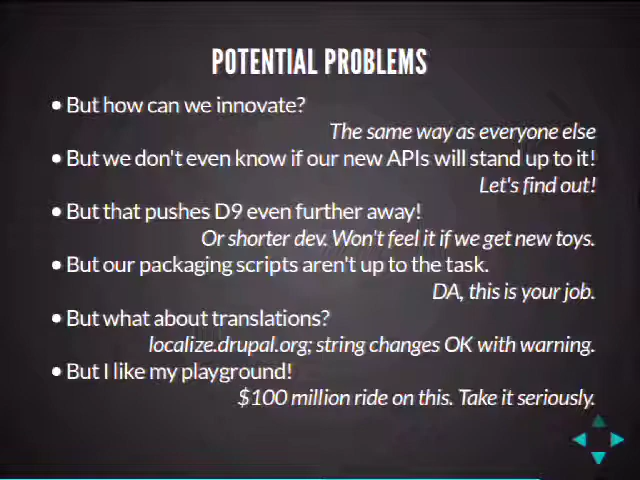 POTENTIAL PROBLEMS
• But how can we innovate?
The same way as everyone else
• But we don't even know if our new APIs will stand up to it!
Let's find out!
• But that pushes D9 even further away!
Or shorter dev. Won't feel it if we get new toys.
• But our packaging scripts aren't up to the task.
DA, this is your job.
• But what about translations?
localize.drupal.org; string changes OK with warning.
• But I like my playground!
$100 million ride on this. Take it seriously.